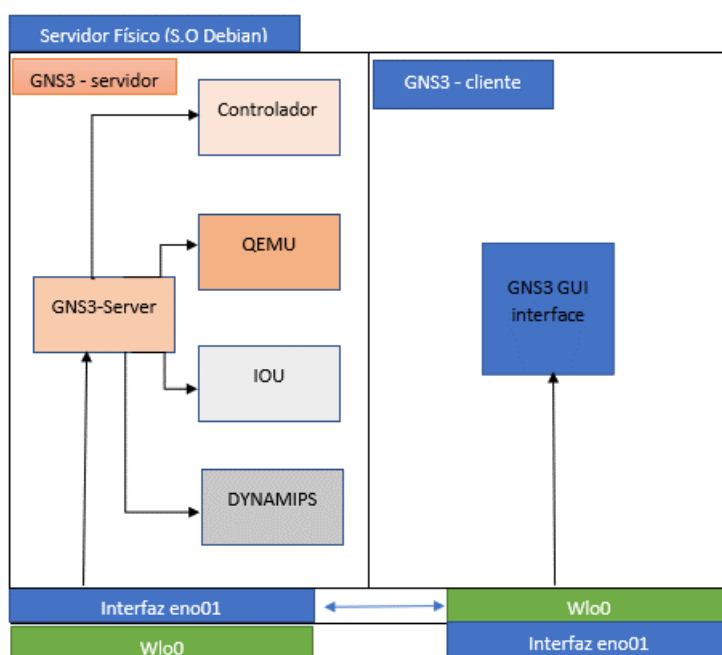 Servidor Físico (S.O Debian)
GNS3 - servidor
GNS3 - cliente
Controlador
QEMU
GNS3-Server
GNS3 GUI
interface
IOU
DYNAMIPS
Interfaz eno01
Wlo0
Wlo0
Interfaz eno01